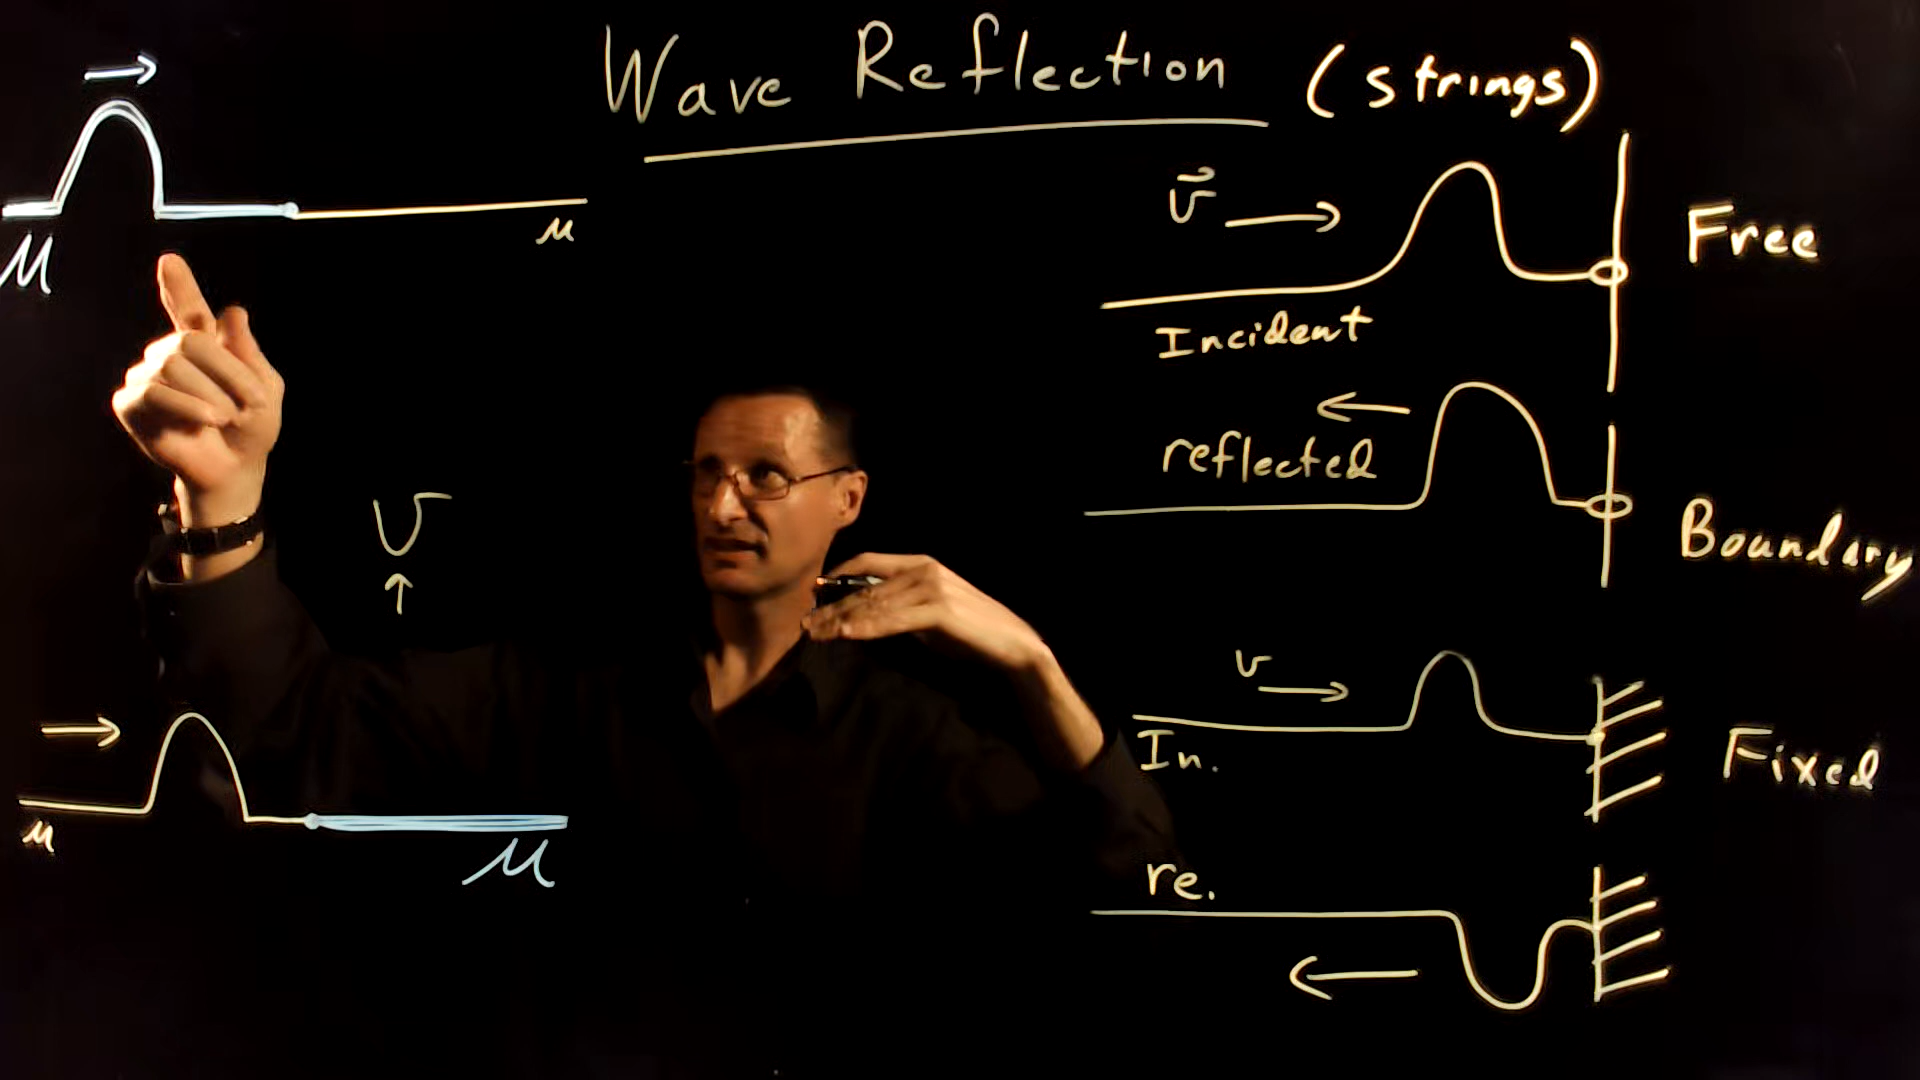 Wave Reflection (strings)
μ
μ
v
μ
μ
v
Incident
Free
reflected
Boundary
v
In.
Fixed
re.